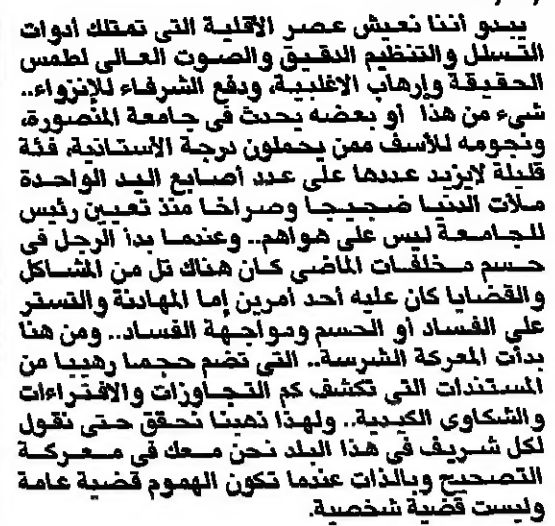 يبدو أننا نعيش عصر الأقلية التى تمتلك أدوات
التسلل والتنظيم الدقيق والصوت العالى لطمس
الحقيقة وإرهاب الاغلبية، ودفع الشرفاء للإنزواء..
شىء من هذا أو بعضه يحدث فى جامعة المنصورة،
ونجومه للأسف ممن يحملون درجة الأستاذية، فئة
قليلة لايزيد عددها على عدد أصابع اليد الواحدة
ملأت الدنيا ضجيجا وصراخا منذ تعيين رئيس
للجامعة ليس على هواهم.. وعندما بدأ الرجل فى
حسم مخلفات الماضى كان هناك تل من المشاكل
والقضايا كان عليه أحد أمرين إما المهادنة والتستر
على الفساد أو الحسم ومواجهة الفساد.. ومن هنا
بدأت المعركة الشرسة.. التى تضم حجما رهيبا من
المستندات التى تكشف كم التجاوزات والافتراءات
والشكاوى الكيدية.. ولهذا ذهبنا نحقق حتى نقول
لكل شريف فى هذا البلد نحن معك فى معركة
التصحيح وبالذات عندما تكون الهموم قضية عامة
وليست قضية شخصية.